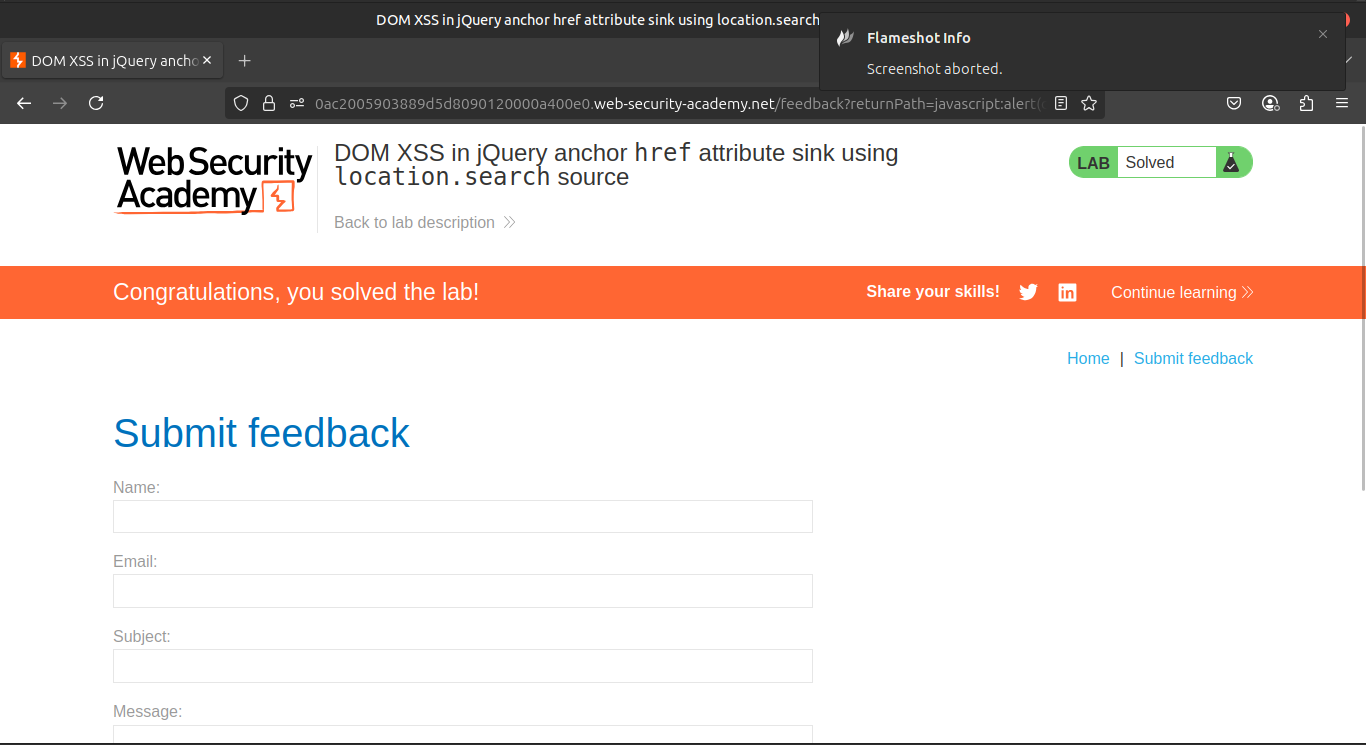 DOM XSS in jQuery anchor href attribute sink using location.search
Flameshot Info
Screenshot aborted.
DOM XSS in jQuery ancho
0ac2005903889d5d8090120000a400e0.web-security-academy.net/feedback?returnPath=javascript:alert(
Web Security
Academy
DOM XSS in jQuery anchor href attribute sink using
location.search source
Back to lab description
LAB Solved
Congratulations, you solved the lab!
Share your skills!
Continue learning
Home | Submit feedback
Submit feedback
Name:
Email:
Subject:
Message: